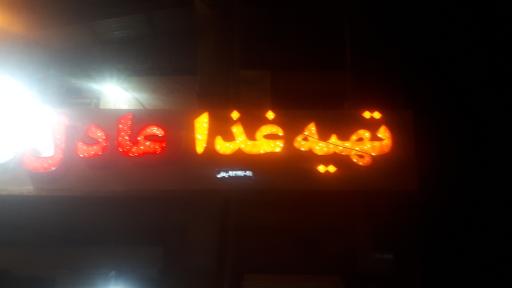 تهیه غذا عادل